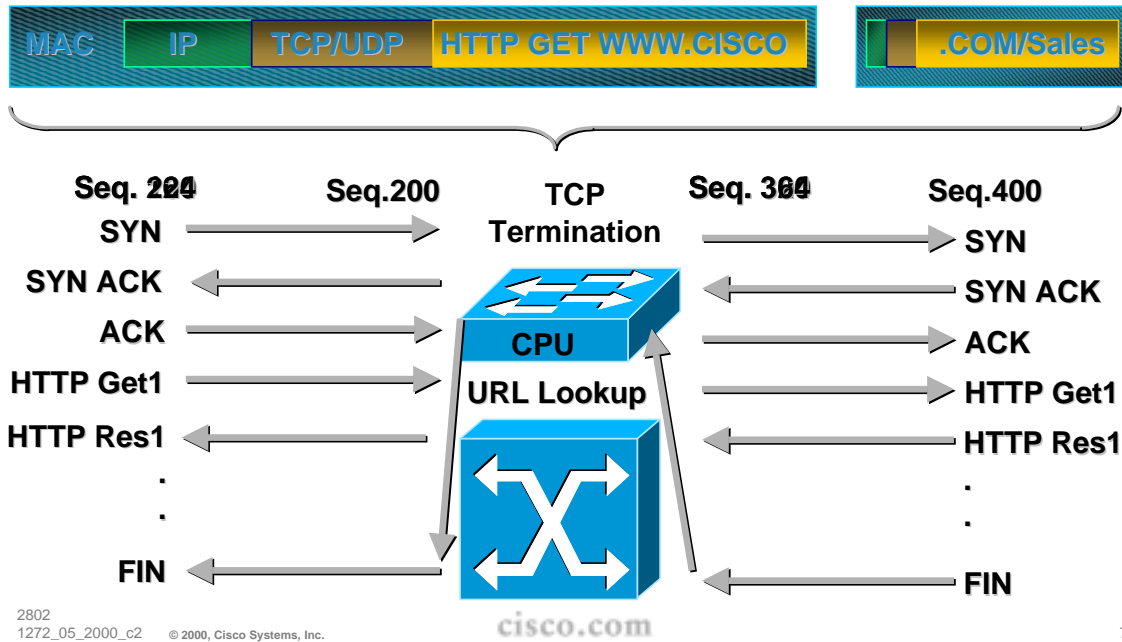 MAC IP TCP/UDP HTTP GET WWW.CISCO .COM/Sales
Seq. Seq.200 TCP Seq. Seq.400
Termination
SYN SYN
SYN ACK SYN ACK
ACK CPU ACK
HTTP Get1 URL Lookup HTTP Get1
HTTP Res1 HTTP Res1
. .
. .
FIN FIN
2802
1272_05_2000_c2 © 2000, Cisco Systems, Inc. cisco.com